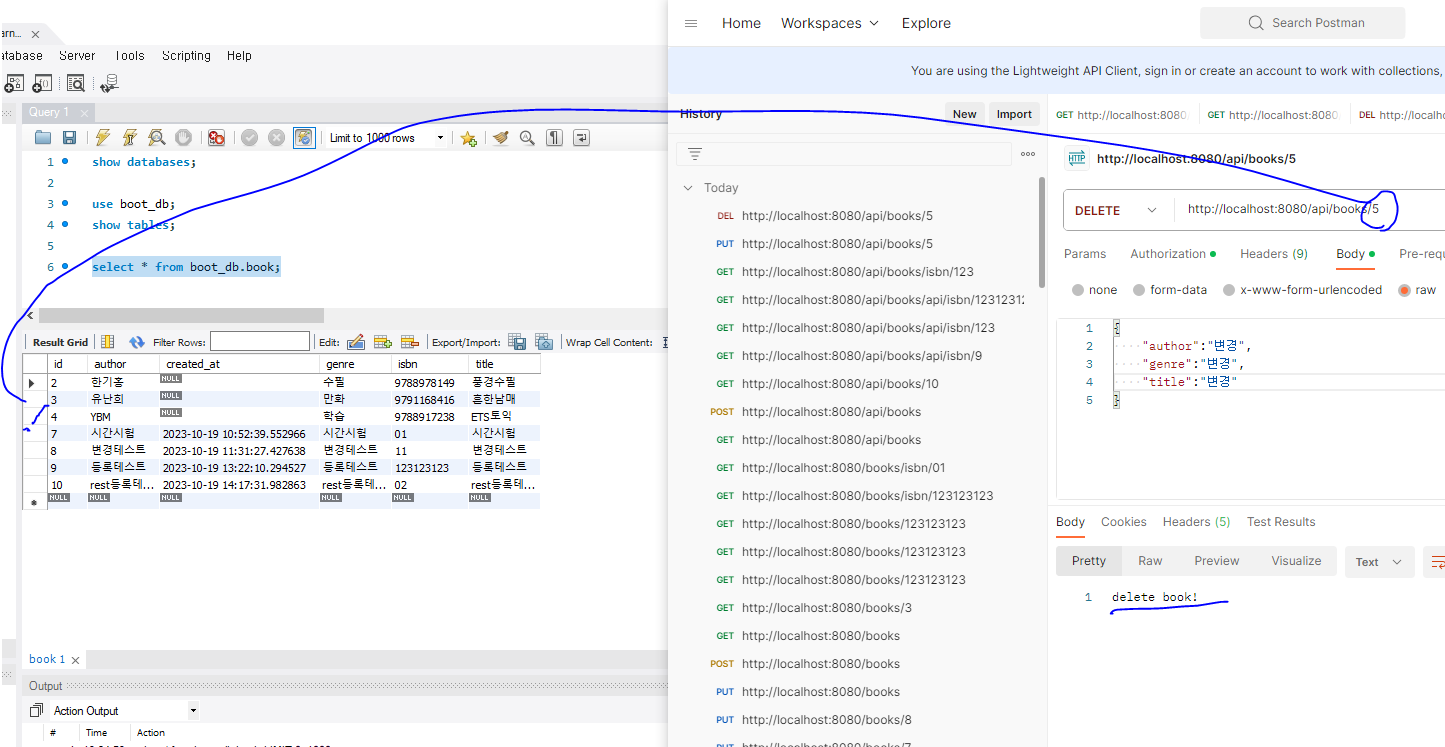 arn...
atabase Server Tools Scripting Help
Query 1
Limit to 1000 rows
1 show databases;
2
3 use boot_db;
4 show tables;
5
6 select * from boot_db.book;
Result Grid Filter Rows: Edit: Export/Import: Wrap Cell Content:
id author created_at genre isbn title
2 한기홍 NULL 수필 9788978149 풍경수필
3 유난희 NULL 만화 9791168416 흔한남매
4 YBM NULL 학습 9788917238 ETS토익
7 시간시험 2023-10-19 10:52:39.552966 시간시험 01 시간시험
8 변경테스트 2023-10-19 11:31:27.427638 변경테스트 11 변경테스트
9 등록테스트 2023-10-19 13:22:10.294527 등록테스트 123123123 등록테스트
10 rest등록테... 2023-10-19 14:17:31.982863 rest등록테... 02 rest등록테...
NULL NULL NULL NULL NULL NULL
book 1
Output
Action Output
# Time Action
Home Workspaces Explore
Search Postman
You are using the Lightweight API Client, sign in or create an account to work with collections,
History New Import
Today
DEL http://localhost:8080/api/books/5
PUT http://localhost:8080/api/books/5
GET http://localhost:8080/api/books/isbn/123
GET http://localhost:8080/api/books/api/isbn/12312312
GET http://localhost:8080/api/books/api/isbn/123
GET http://localhost:8080/api/books/api/isbn/9
GET http://localhost:8080/api/books/10
POST http://localhost:8080/api/books
GET http://localhost:8080/api/books
GET http://localhost:8080/books/isbn/01
GET http://localhost:8080/books/isbn/123123123
GET http://localhost:8080/books/123123123
GET http://localhost:8080/books/123123123
GET http://localhost:8080/books/123123123
GET http://localhost:8080/books/3
GET http://localhost:8080/books
POST http://localhost:8080/books
PUT http://localhost:8080/books
PUT http://localhost:8080/books/8
PUT http://localhost:8080/books/7
GET http://localhost:8080 GET http://localhost:8080 DEL http://localhos
HTTP http://localhost:8080/api/books/5
DELETE http://localhost:8080/api/books/5
Params Authorization Headers (9) Body Pre-requ
none form-data x-www-form-urlencoded raw
1 {
2 "author":"변경",
3 "genre":"변경",
4 "title":"변경"
5 }
Body Cookies Headers (5) Test Results
Pretty Raw Preview Visualize Text
1 delete book!